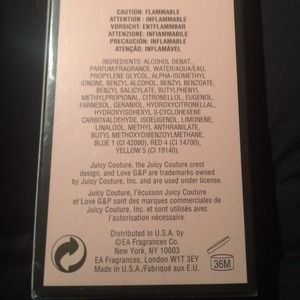 CAUTION: FLAMMABLE
ATTENTION : INFLAMMABLE
VORSICHT: ENTFLAMMBAR
ATTENZIONE: INFIAMMABILE
PRECAUCIÓN: INFLAMABLE
ATENÇÃO: INFLAMÁVEL
INGREDIENTS: ALCOHOL DENAT.,
PARFUM/FRAGRANCE, WATER/AQUA/EAU,
PROPYLENE GLYCOL, ALPHA-ISOMETHYL
IONONE, BENZYL ALCOHOL, BENZYL BENZOATE,
BENZYL SALICYLATE, BUTYLPHENYL
METHYLPROPIONAL, CITRONELLOL, EUGENOL,
FARNESOL, GERANIOL, HYDROXYCITRONELLAL,
HYDROXYISOHEXYL 3-CYCLOHEXENE
CARBOXALDEHYDE, ISOEUGENOL, LIMONENE,
LINALOOL, METHYL ANTHRANILATE,
BUTYL METHOXYDIBENZOYLMETHANE,
BLUE 1 (CI 42090), RED 4 (CI 14700),
YELLOW 5 (CI 19140).
Juicy Couture, the Juicy Couture crest
design, and Love G&P are trademarks owned
by Juicy Couture, Inc. and are used under license.
Juicy Couture, l'écusson Juicy Couture
et Love G&P sont des marques commerciales de
Juicy Couture, Inc. et sont utilisées avec
l'autorisation nécessaire.
Distributed in U.S.A. by
©EA Fragrances Co.
New York, NY 10003
EA Fragrances, London W1T 3EY
Made in U.S.A./Fabriqué aux É.U.
36M